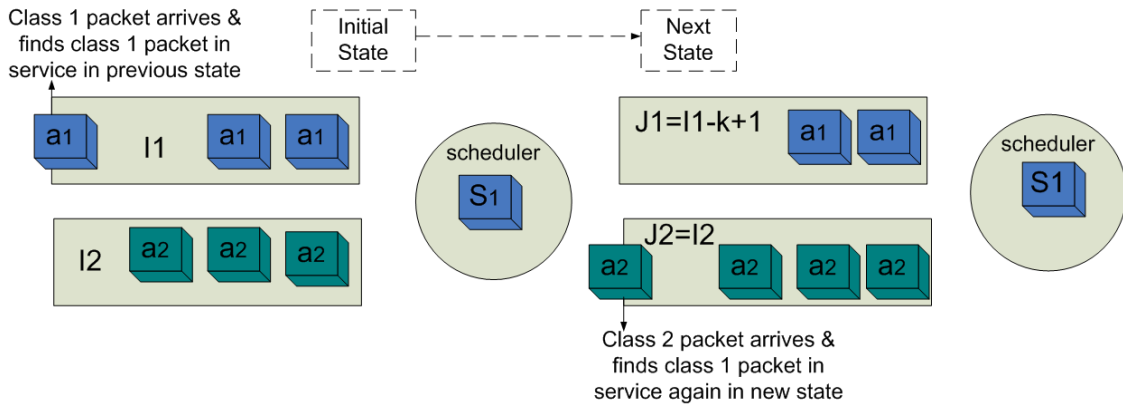 Class 1 packet arrives &
finds class 1 packet in
service in previous state
Initial
State
Next
State
a1
I1
a1
a1
scheduler
S1
J1=I1-k+1
a1
a1
scheduler
S1
I2
a2
a2
a2
J2=I2
a2
a2
a2
a2
Class 2 packet arrives &
finds class 1 packet in
service again in new state